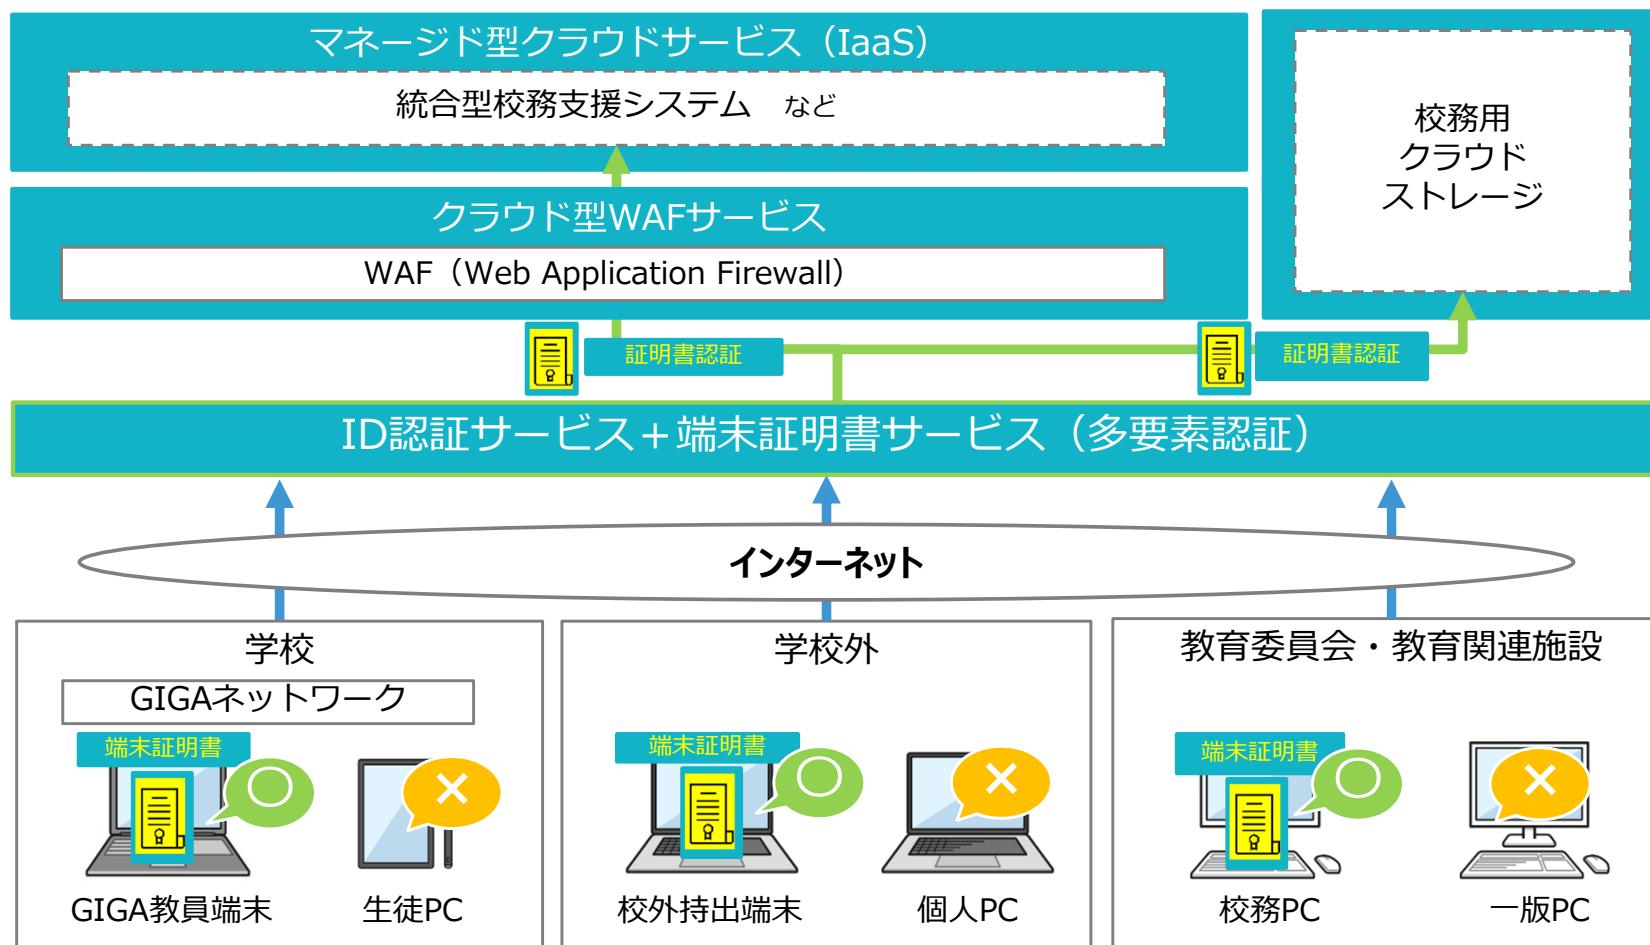 マネージド型クラウドサービス（IaaS）
統合型校務支援システム　など
校務用
クラウド
ストレージ
クラウド型WAFサービス
WAF（Web Application Firewall）
証明書認証
証明書認証
ID認証サービス＋端末証明書サービス（多要素認証）
インターネット
学校
GIGAネットワーク
端末証明書
GIGA教員端末
生徒PC
学校外
端末証明書
校外持出端末
個人PC
教育委員会・教育関連施設
端末証明書
校務PC
一版PC